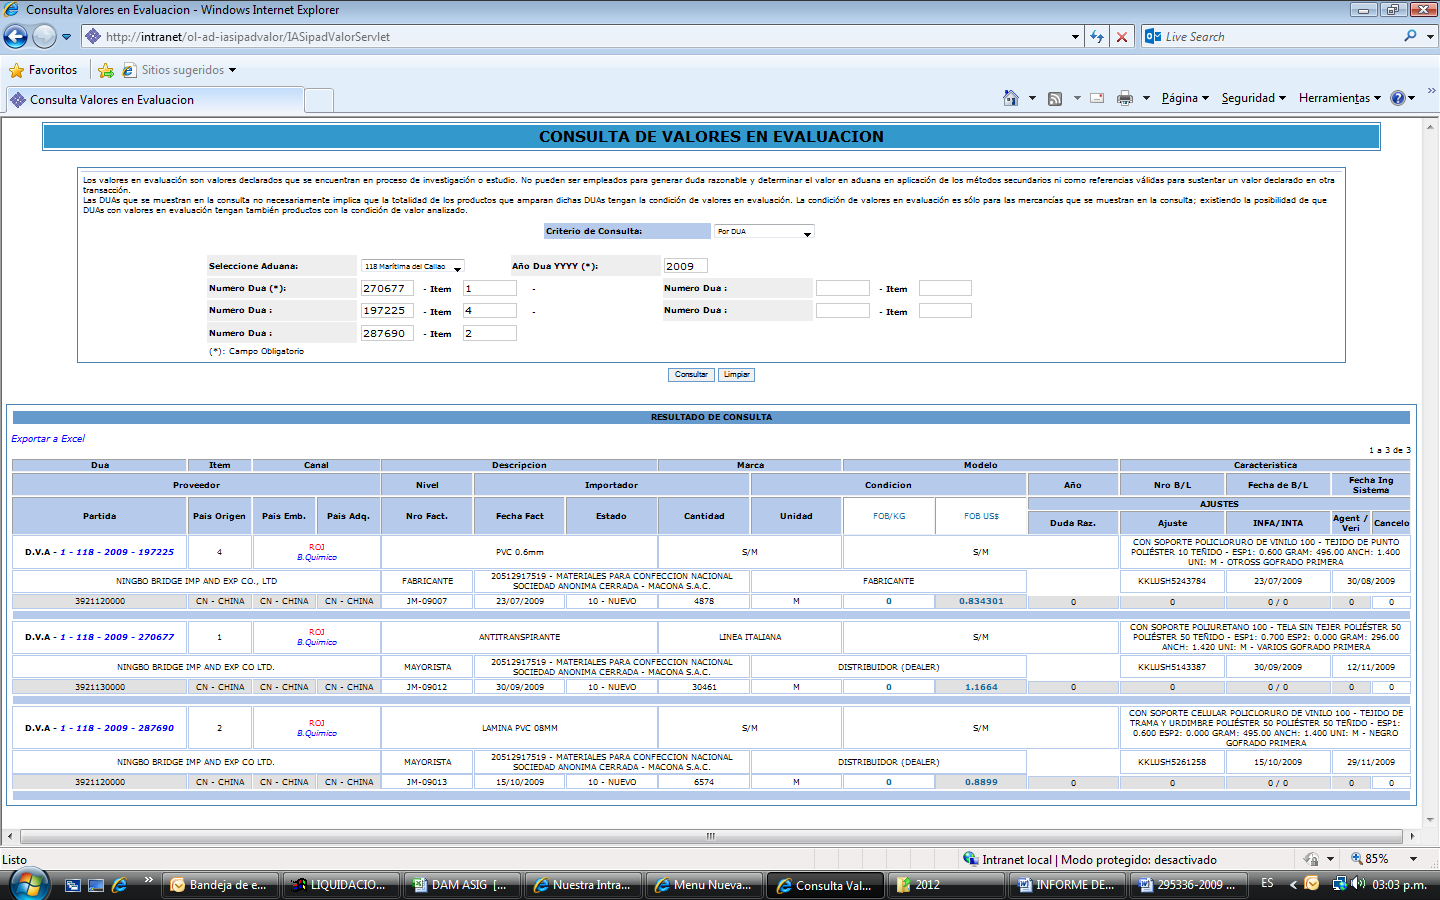 Consulta Valores en Evaluacion - Windows Internet Explorer
http://intranet/ol-ad-iasipadvalor/IASipadValorServlet
Live Search
Favoritos
Sitios sugeridos
Consulta Valores en Evaluacion
Página
Seguridad
Herramientas
CONSULTA DE VALORES EN EVALUACION
Los valores en evaluación son valores declarados que se encuentran en proceso de investigación o estudio. No pueden ser empleados para generar duda razonable y determinar el valor en aduana en aplicación de los métodos secundarios ni como referencias válidas para sustentar un valor declarado en otra
transacción.
Las DUAs que se muestran en la consulta no necesariamente implica que la totalidad de los productos que amparan dichas DUAs tengan la condición de valores en evaluación. La condición de valores en evaluación es sólo para las mercancías que se muestran en la consulta; existiendo la posibilidad de que
DUAs con valores en evaluación tengan también productos con la condición de valor analizado.
Criterio de Consulta: Por DUA
Seleccione Aduana: 118 Marítima del Callao Año Dua YYYY (*): 2009
Numero Dua (*): 270677 - Item 1 - Numero Dua : - Item
Numero Dua : 197225 - Item 4 - Numero Dua : - Item
Numero Dua : 287690 - Item 2
(*): Campo Obligatorio
Consultar Limpiar
RESULTADO DE CONSULTA
Exportar a Excel
1 a 3 de 3
Dua Item Canal Descripcion Marca Modelo Caracteristica
Proveedor Nivel Importador Condicion Año Nro B/L Fecha de B/L Fecha Ing Sistema
Partida Pais Origen Pais Emb. Pais Adq. Nro Fact. Fecha Fact Estado Cantidad Unidad FOB/KG FOB US$ AJUSTES
Duda Raz. Ajuste INFA/INTA Agent / Veri Cancelo
D.V.A - 1 - 118 - 2009 - 197225 4 ROJ B.Quimico PVC 0.6mm S/M S/M CON SOPORTE POLICLORURO DE VINILO 100 - TEJIDO DE PUNTO POLIÉSTER 10 TEÑIDO - ESP1: 0.600 GRAM: 496.00 ANCH: 1.400 UNI: M - OTROSS GOFRADO PRIMERA
NINGBO BRIDGE IMP AND EXP CO., LTD FABRICANTE 20512917519 - MATERIALES PARA CONFECCION NACIONAL SOCIEDAD ANONIMA CERRADA - MACONA S.A.C. FABRICANTE KKLUSH5243784 23/07/2009 30/08/2009
3921120000 CN - CHINA CN - CHINA CN - CHINA JM-09007 23/07/2009 10 - NUEVO 4878 M 0 0.834301 0 0 0 / 0 0 0
D.V.A - 1 - 118 - 2009 - 270677 1 ROJ B.Quimico ANTITRANSPIRANTE LINEA ITALIANA S/M CON SOPORTE POLIURETANO 100 - TELA SIN TEJER POLIÉSTER 50 POLIÉSTER 50 TEÑIDO - ESP1: 0.700 ESP2: 0.000 GRAM: 296.00 ANCH: 1.420 UNI: M - VARIOS GOFRADO PRIMERA
NINGBO BRIDGE IMP AND EXP CO LTD. MAYORISTA 20512917519 - MATERIALES PARA CONFECCION NACIONAL SOCIEDAD ANONIMA CERRADA - MACONA S.A.C. DISTRIBUIDOR (DEALER) KKLUSH5143387 30/09/2009 12/11/2009
3921130000 CN - CHINA CN - CHINA CN - CHINA JM-09012 30/09/2009 10 - NUEVO 30461 M 0 1.1664 0 0 0 / 0 0 0
D.V.A - 1 - 118 - 2009 - 287690 2 ROJ B.Quimico LAMINA PVC 08MM S/M S/M CON SOPORTE CELULAR POLICLORURO DE VINILO 100 - TEJIDO DE TRAMA Y URDIMBRE POLIÉSTER 50 POLIÉSTER 50 TEÑIDO - ESP1: 0.600 ESP2: 0.000 GRAM: 495.00 ANCH: 1.400 UNI: M - NEGRO GOFRADO PRIMERA
NINGBO BRIDGE IMP AND EXP CO LTD. MAYORISTA 20512917519 - MATERIALES PARA CONFECCION NACIONAL SOCIEDAD ANONIMA CERRADA - MACONA S.A.C. DISTRIBUIDOR (DEALER) KKLUSH5261258 15/10/2009 29/11/2009
3921120000 CN - CHINA CN - CHINA CN - CHINA JM-09013 15/10/2009 10 - NUEVO 6574 M 0 0.8899 0 0 0 / 0 0 0
Listo
Intranet local | Modo protegido: desactivado
85%
Bandeja de e...
LIQUIDACIO...
DAM ASIG [...
Nuestra Intra...
Menu Nueva...
Consulta Val...
2012
INFORME DE...
295336-2009 ...
ES
03:03 p.m.